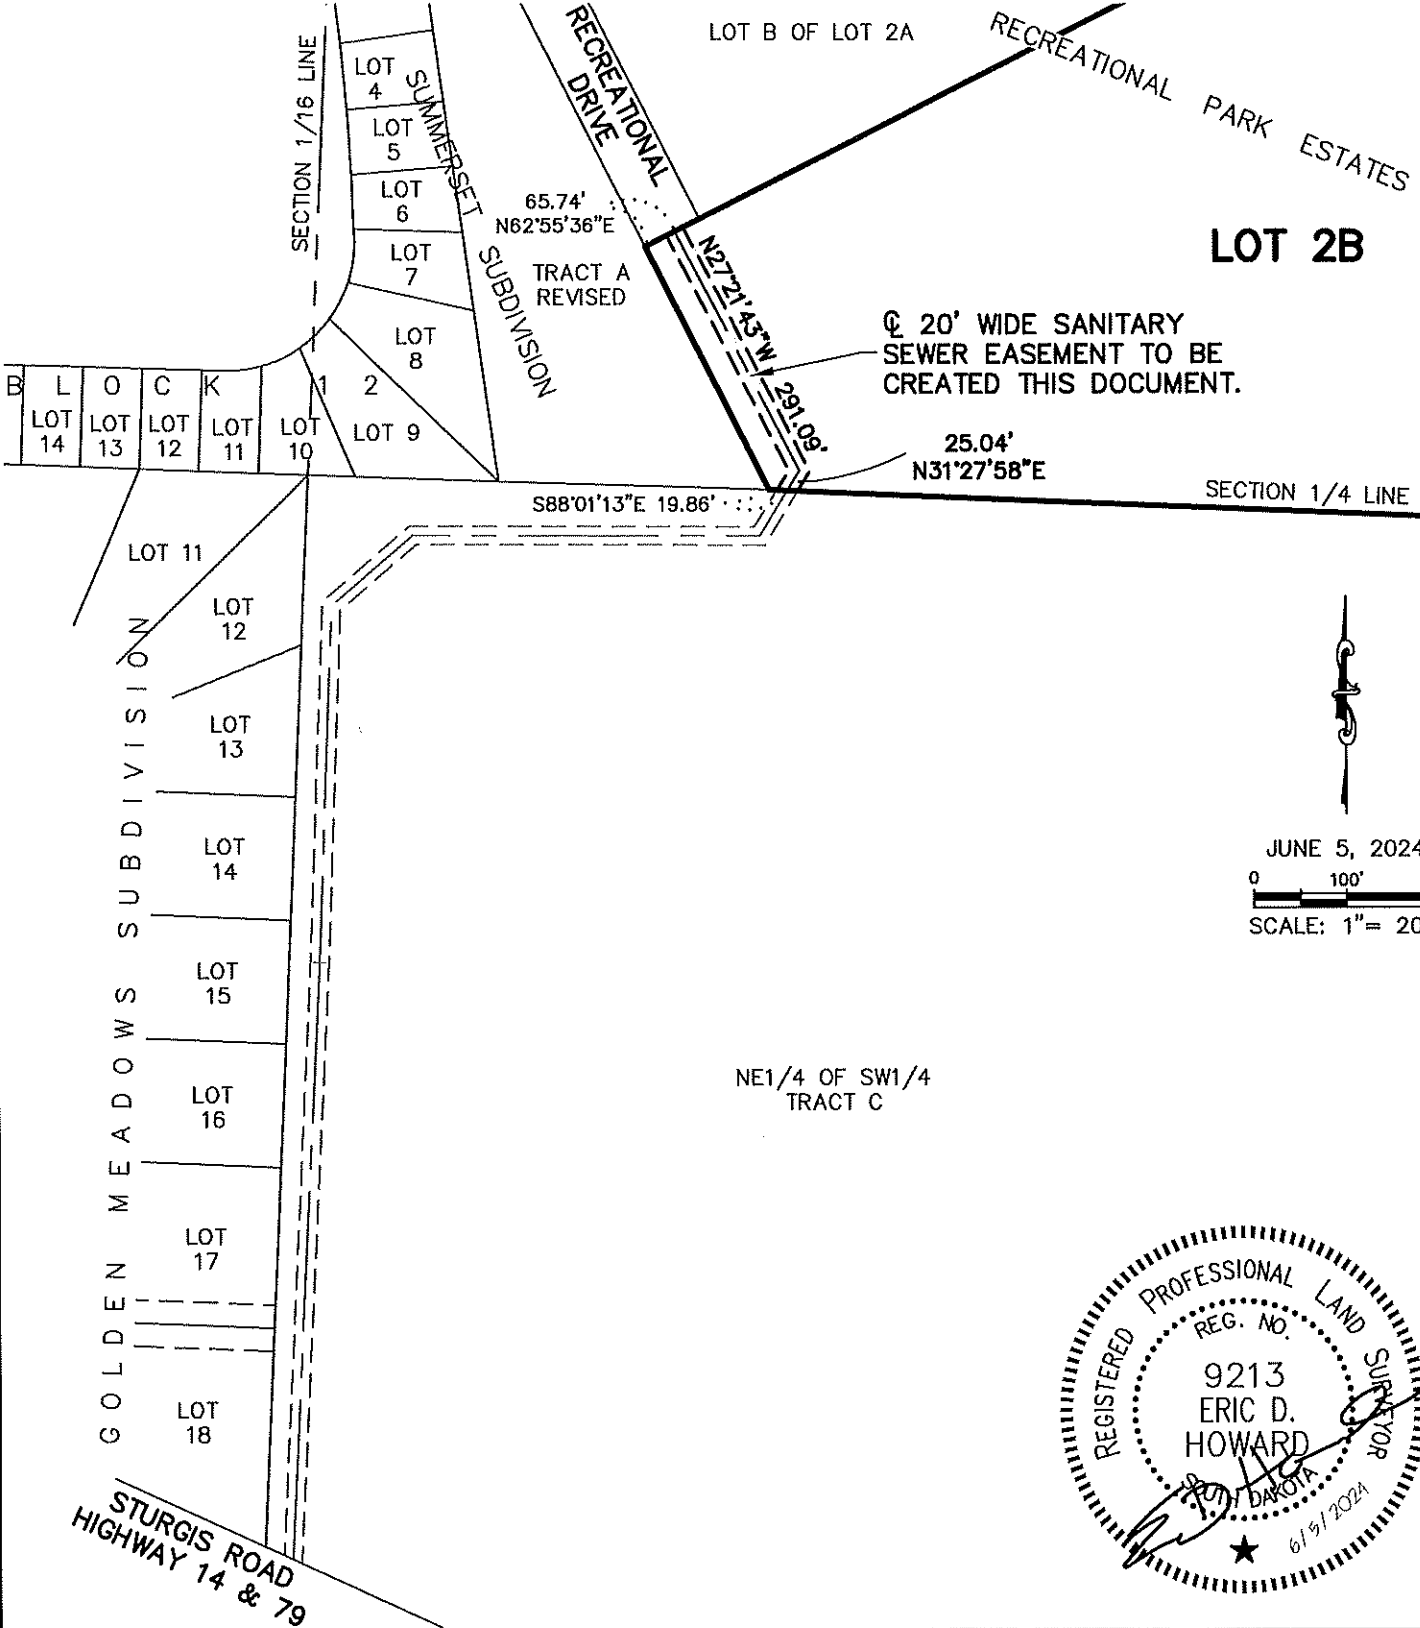 LOT B OF LOT 2A
RECREATIONAL PARK ESTATES
RECREATIONAL
DRIVE
SECTION 1/16 LINE
LOT
4
LOT
5
LOT
6
LOT
7
LOT
8
SUMMERSET SUBDIVISION
65.74'
N62°55'36"E
TRACT A
REVISED
LOT 2B
N27°21'43"W 291.09'
℄ 20' WIDE SANITARY
SEWER EASEMENT TO BE
CREATED THIS DOCUMENT.
B L O C K 1 2
LOT
14
LOT
13
LOT
12
LOT
11
LOT
10
LOT 9
25.04'
N31°27'58"E
S88°01'13"E 19.86'
SECTION 1/4 LINE
LOT 11
LOT
12
LOT
13
LOT
14
LOT
15
LOT
16
LOT
17
LOT
18
GOLDEN MEADOWS SUBDIVISION
JUNE 5, 2024
0 100'
SCALE: 1"= 20
NE1/4 OF SW1/4
TRACT C
REGISTERED PROFESSIONAL LAND SURVEYOR
REG. NO.
9213
ERIC D.
HOWARD
SOUTH DAKOTA
6/5/2024
STURGIS ROAD
HIGHWAY 14 & 79